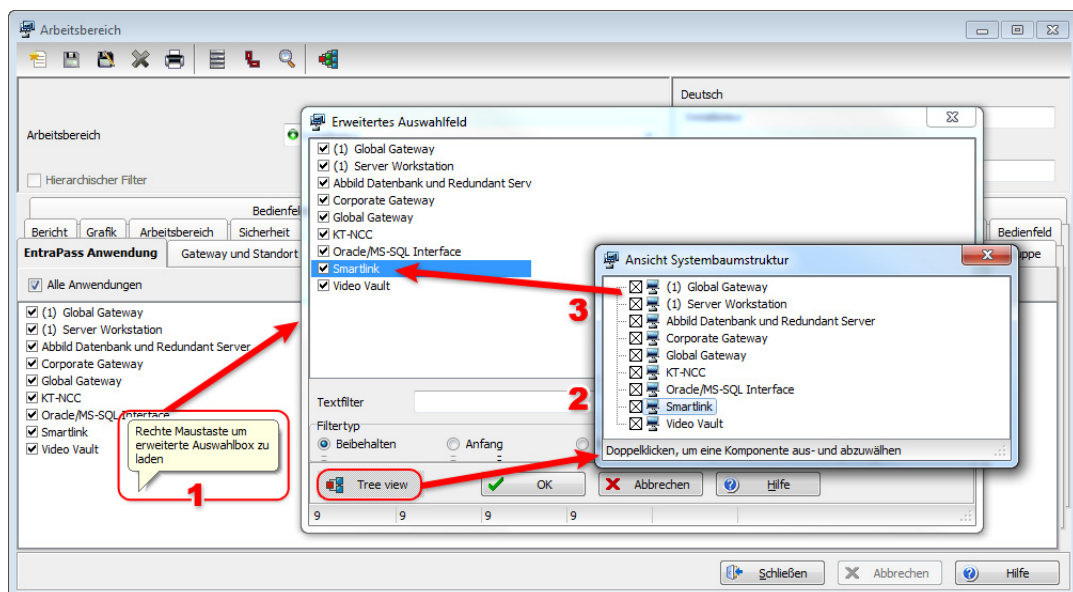 Arbeitsbereich
Deutsch
Arbeitsbereich
Hierarchischer Filter
Bedienfel
Bericht Grafik Arbeitsbereich Sicherheit Bedienfeld
EntraPass Anwendung Gateway und Standort uppe
Alle Anwendungen
(1) Global Gateway
(1) Server Workstation
Abbild Datenbank und Redundant Server
Corporate Gateway
Global Gateway
KT-NCC
Oracle/MS-SQL Interface
Smartlink
Video Vault
Rechte Maustaste um
erweiterte Auswahlbox zu
laden
1
Erweitertes Auswahlfeld
(1) Global Gateway
(1) Server Workstation
Abbild Datenbank und Redundant Serv
Corporate Gateway
Global Gateway
KT-NCC
Oracle/MS-SQL Interface
Smartlink
Video Vault
3
Textfilter
2
Filtertyp
Beibehalten Anfang
Tree view OK Abbrechen Hilfe
9 9 9 9
Ansicht Systembaumstruktur
(1) Global Gateway
(1) Server Workstation
Abbild Datenbank und Redundant Server
Corporate Gateway
Global Gateway
KT-NCC
Oracle/MS-SQL Interface
Smartlink
Video Vault
Doppelklicken, um eine Komponente aus- und abzuwälhen
Schließen Abbrechen Hilfe